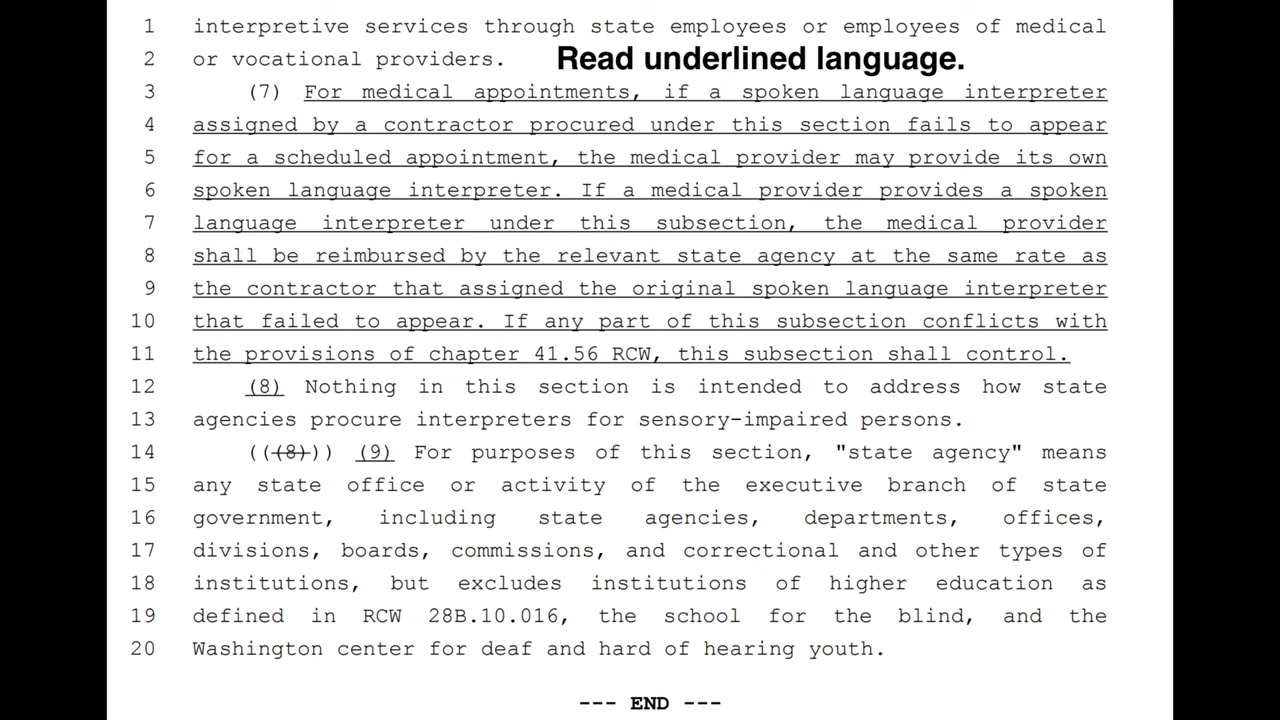 1 interpretive services through state employees or employees of medical
2 or vocational providers. Read underlined language.
3 (7) For medical appointments, if a spoken language interpreter
4 assigned by a contractor procured under this section fails to appear
5 for a scheduled appointment, the medical provider may provide its own
6 spoken language interpreter. If a medical provider provides a spoken
7 language interpreter under this subsection, the medical provider
8 shall be reimbursed by the relevant state agency at the same rate as
9 the contractor that assigned the original spoken language interpreter
10 that failed to appear. If any part of this subsection conflicts with
11 the provisions of chapter 41.56 RCW, this subsection shall control.
12 (8) Nothing in this section is intended to address how state
13 agencies procure interpreters for sensory-impaired persons.
14 (((8))) (9) For purposes of this section, "state agency" means
15 any state office or activity of the executive branch of state
16 government, including state agencies, departments, offices,
17 divisions, boards, commissions, and correctional and other types of
18 institutions, but excludes institutions of higher education as
19 defined in RCW 28B.10.016, the school for the blind, and the
20 Washington center for deaf and hard of hearing youth.
--- END ---